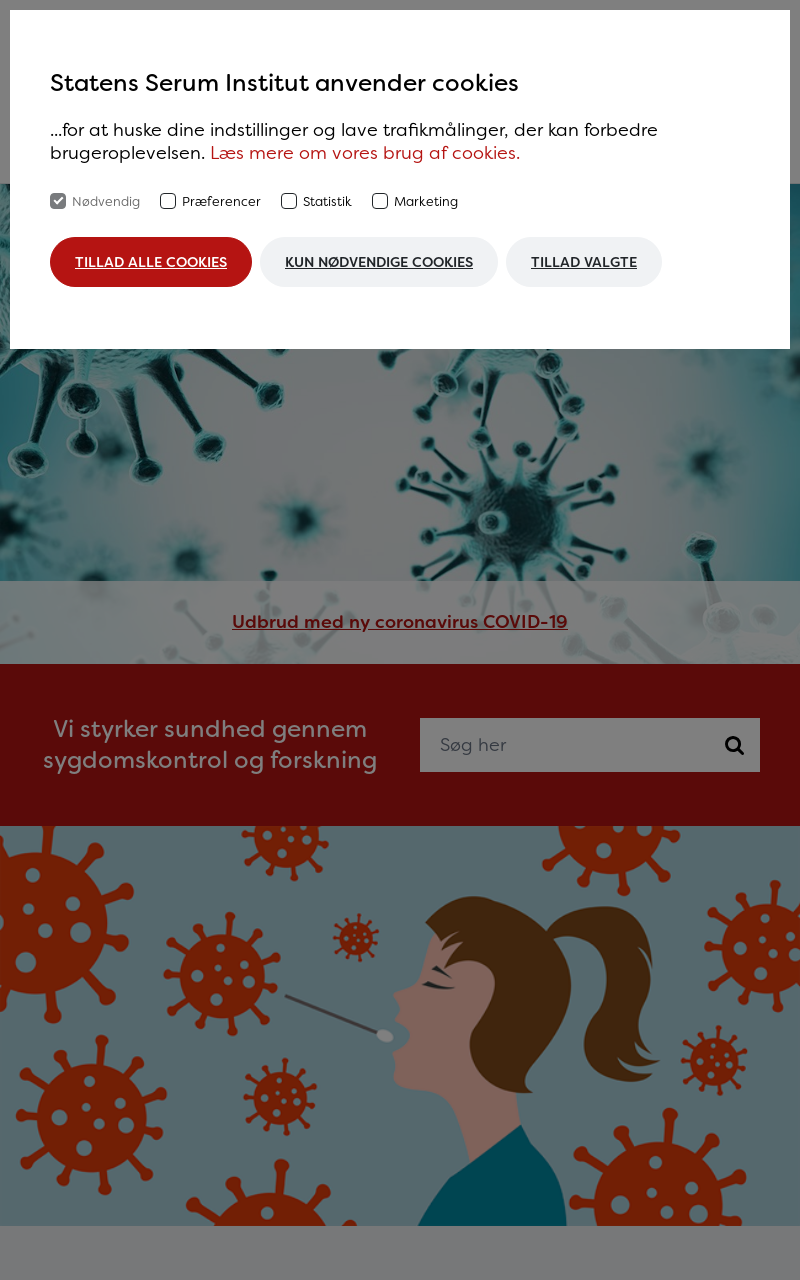 Statens Serum Institut anvender cookies
...for at huske dine indstillinger og lave trafikmålinger, der kan forbedre
brugeroplevelsen. Læs mere om vores brug af cookies.
Nødvendig Præferencer Statistik Marketing
TILLAD ALLE COOKIES KUN NØDVENDIGE COOKIES TILLAD VALGTE
Udbrud med ny coronavirus COVID-19
Vi styrker sundhed gennem
sygdomskontrol og forskning
Søg her